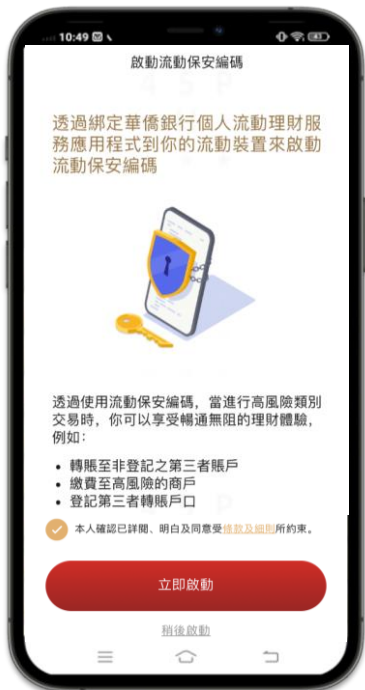 10:49
啟動流動保安編碼
透過綁定華僑銀行個人流動理財服
務應用程式到你的流動裝置來啟動
流動保安編碼
透過使用流動保安編碼，當進行高風險類別
交易時，你可以享受暢通無阻的理財體驗，
例如：
• 轉賬至非登記之第三者賬戶
• 繳費至高風險的商戶
• 登記第三者轉賬戶口
本人確認已詳閱、明白及同意受條款及細則所約束。
立即啟動
稍後啟動